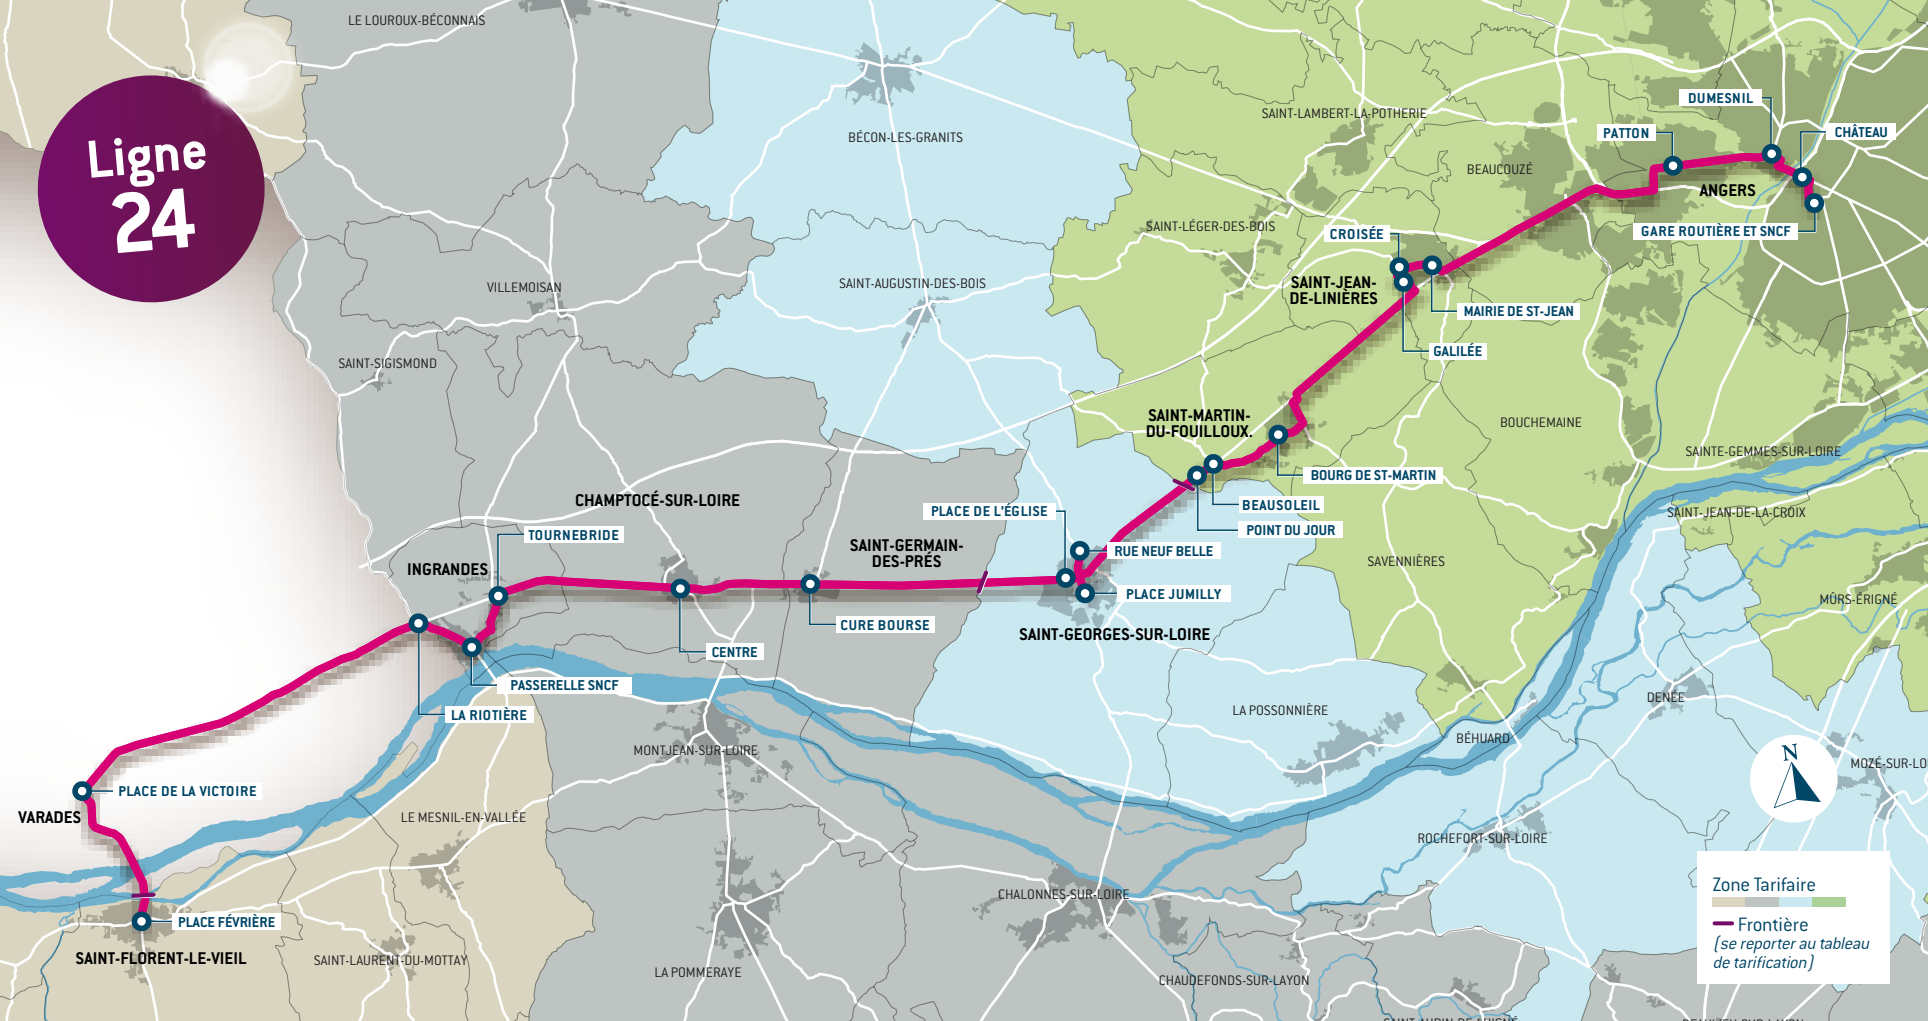 Ligne
24
LE LOUROUX-BÉCONNAIS
BÉCON-LES-GRANITS
SAINT-LAMBERT-LA-POTHERIE
DUMESNIL
PATTON
CHÂTEAU
BEAUCOUZÉ
ANGERS
GARE ROUTIÈRE ET SNCF
SAINT-LÉGER-DES-BOIS
CROISÉE
SAINT-JEAN-
DE-LINIÈRES
MAIRIE DE ST-JEAN
GALILÉE
VILLEMOISAN
SAINT-AUGUSTIN-DES-BOIS
SAINT-SIGISMOND
SAINT-MARTIN-
DU-FOUILLOUX.
BOUCHEMAINE
SAINTE-GEMMES-SUR-LOIRE
BOURG DE ST-MARTIN
BEAUSOLEIL
POINT DU JOUR
SAINT-JEAN-DE-LA-CROIX
CHAMPTOCÉ-SUR-LOIRE
TOURNEBRIDE
PLACE DE L'ÉGLISE
SAINT-GERMAIN-
DES-PRÉS
RUE NEUF BELLE
SAVENNIÈRES
INGRANDES
PLACE JUMILLY
MÛRS-ÉRIGNÉ
CURE BOURSE
SAINT-GEORGES-SUR-LOIRE
CENTRE
PASSERELLE SNCF
LA RIOTIÈRE
LA POSSONNIÈRE
DENÉE
BÉHUARD
MONTJEAN-SUR-LOIRE
N
MOZÉ-SUR-LO
PLACE DE LA VICTOIRE
VARADES
LE MESNIL-EN-VALLÉE
ROCHEFORT-SUR-LOIRE
CHALONNES-SUR-LOIRE
PLACE FÉVRIÈRE
SAINT-FLORENT-LE-VIEIL
SAINT-LAURENT-DU-MOTTAY
LA POMMERAYE
CHAUDEFONDS-SUR-LAYON
Zone Tarifaire
Frontière
(se reporter au tableau
de tarification)